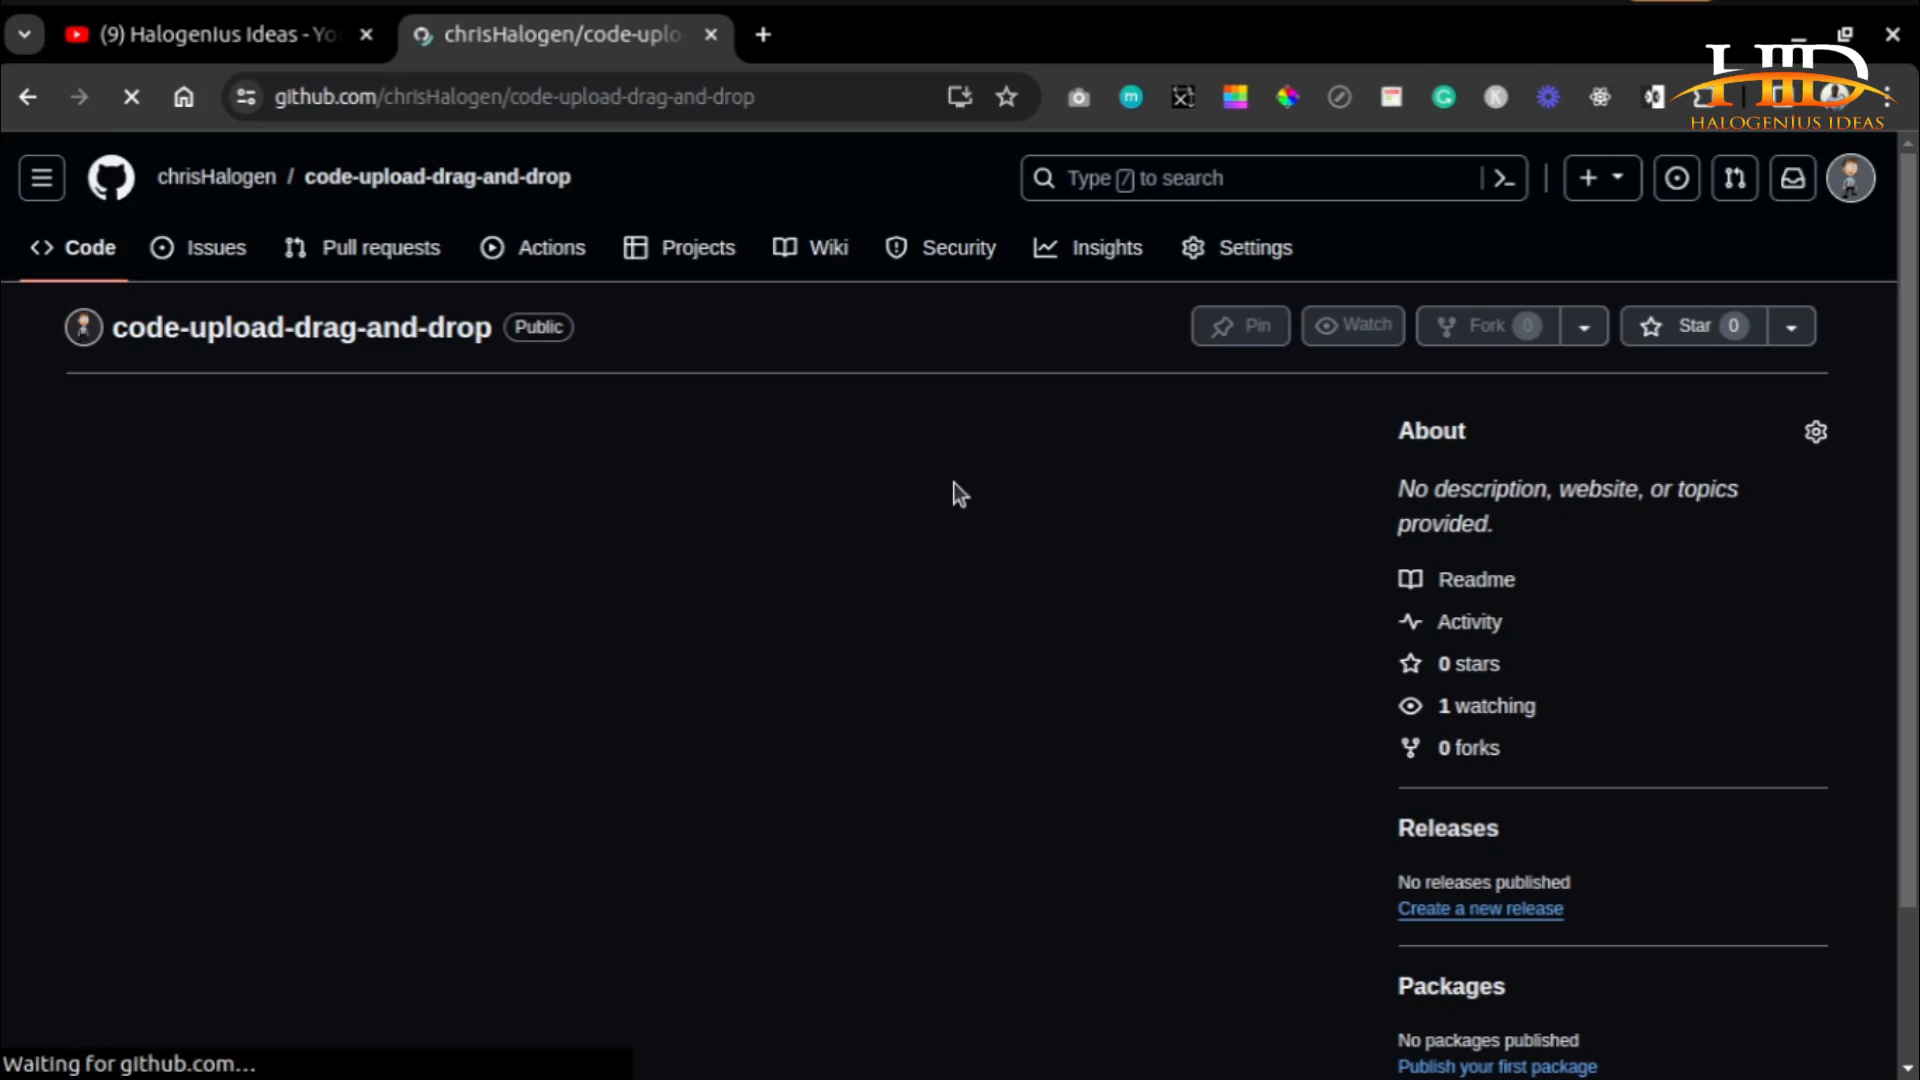 (9) Halogenius Ideas - Yo
chrisHalogen/code-uplo
github.com/chrisHalogen/code-upload-drag-and-drop
HID
HALOGENIUS IDEAS
chrisHalogen / code-upload-drag-and-drop
Type / to search
Code
Issues
Pull requests
Actions
Projects
Wiki
Security
Insights
Settings
code-upload-drag-and-drop Public
Pin
Watch
Fork 0
Star 0
About
No description, website, or topics
provided.
Readme
Activity
0 stars
1 watching
0 forks
Releases
No releases published
Create a new release
Packages
No packages published
Publish your first package
Waiting for github.com...